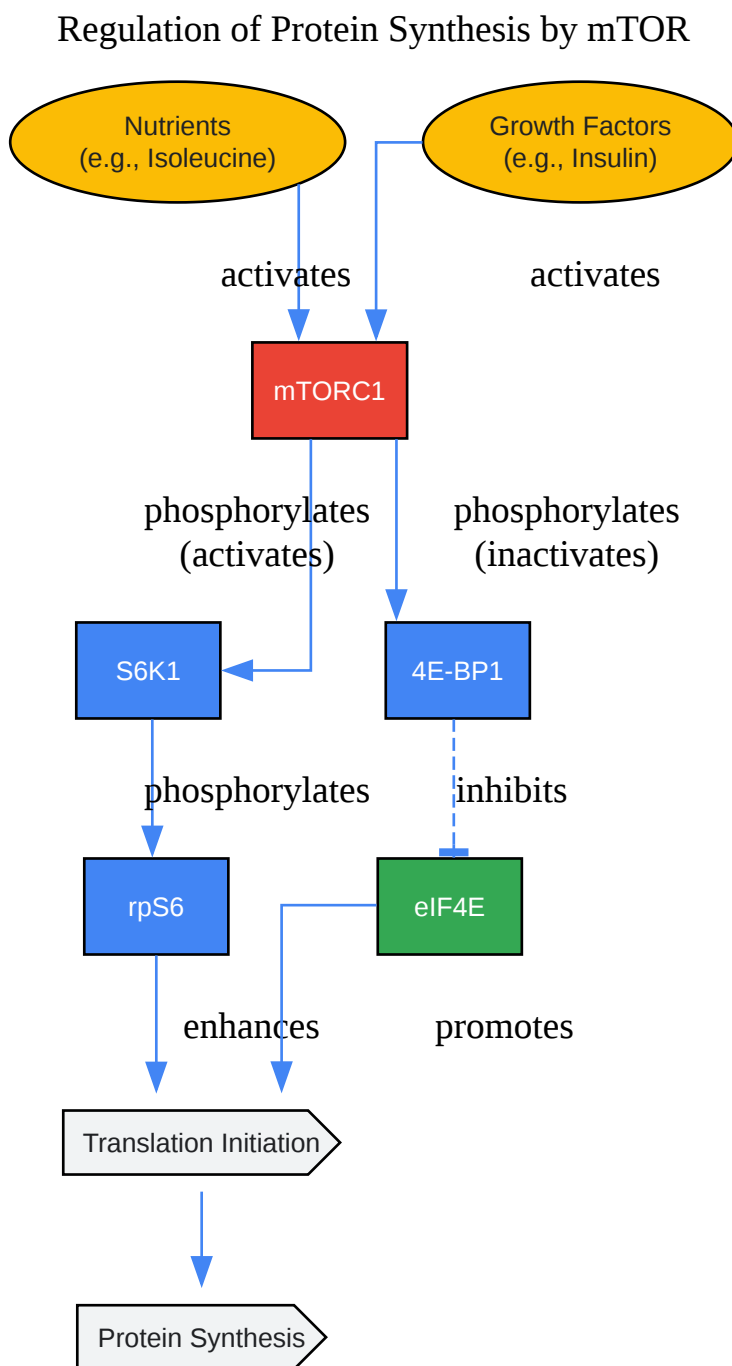 Regulation of Protein Synthesis by mTOR
Nutrients
(e.g., Isoleucine)
Growth Factors
(e.g., Insulin)
activates
activates
mTORC1
phosphorylates
(activates)
phosphorylates
(inactivates)
S6K1
4E-BP1
phosphorylates
inhibits
rpS6
eIF4E
enhances
promotes
Translation Initiation
Protein Synthesis